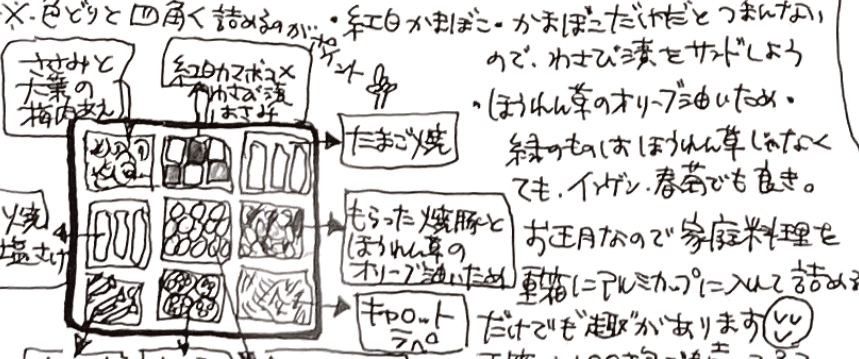 ※色どりと四角く詰めるのがポイント
ささみと
大葉の
梅肉あえ
紅白カマボコ×
わさび漬
はさみ
たまご焼
焼
塩さけ
もらった焼豚と
ほうれん草の
オリーブ油いため
キャロット
ラペ
・紅白かまぼこ・かまぼこだけだとつまんない
ので、わさび漬をサンドしよう
・ほうれん草のオリーブ油いため・
緑のものはほうれん草じゃなく
ても、インゲン・春菊でも良き。
お正月なので家庭料理を
重箱にアルミカップに入れて詰める
だけでも"趣"があります